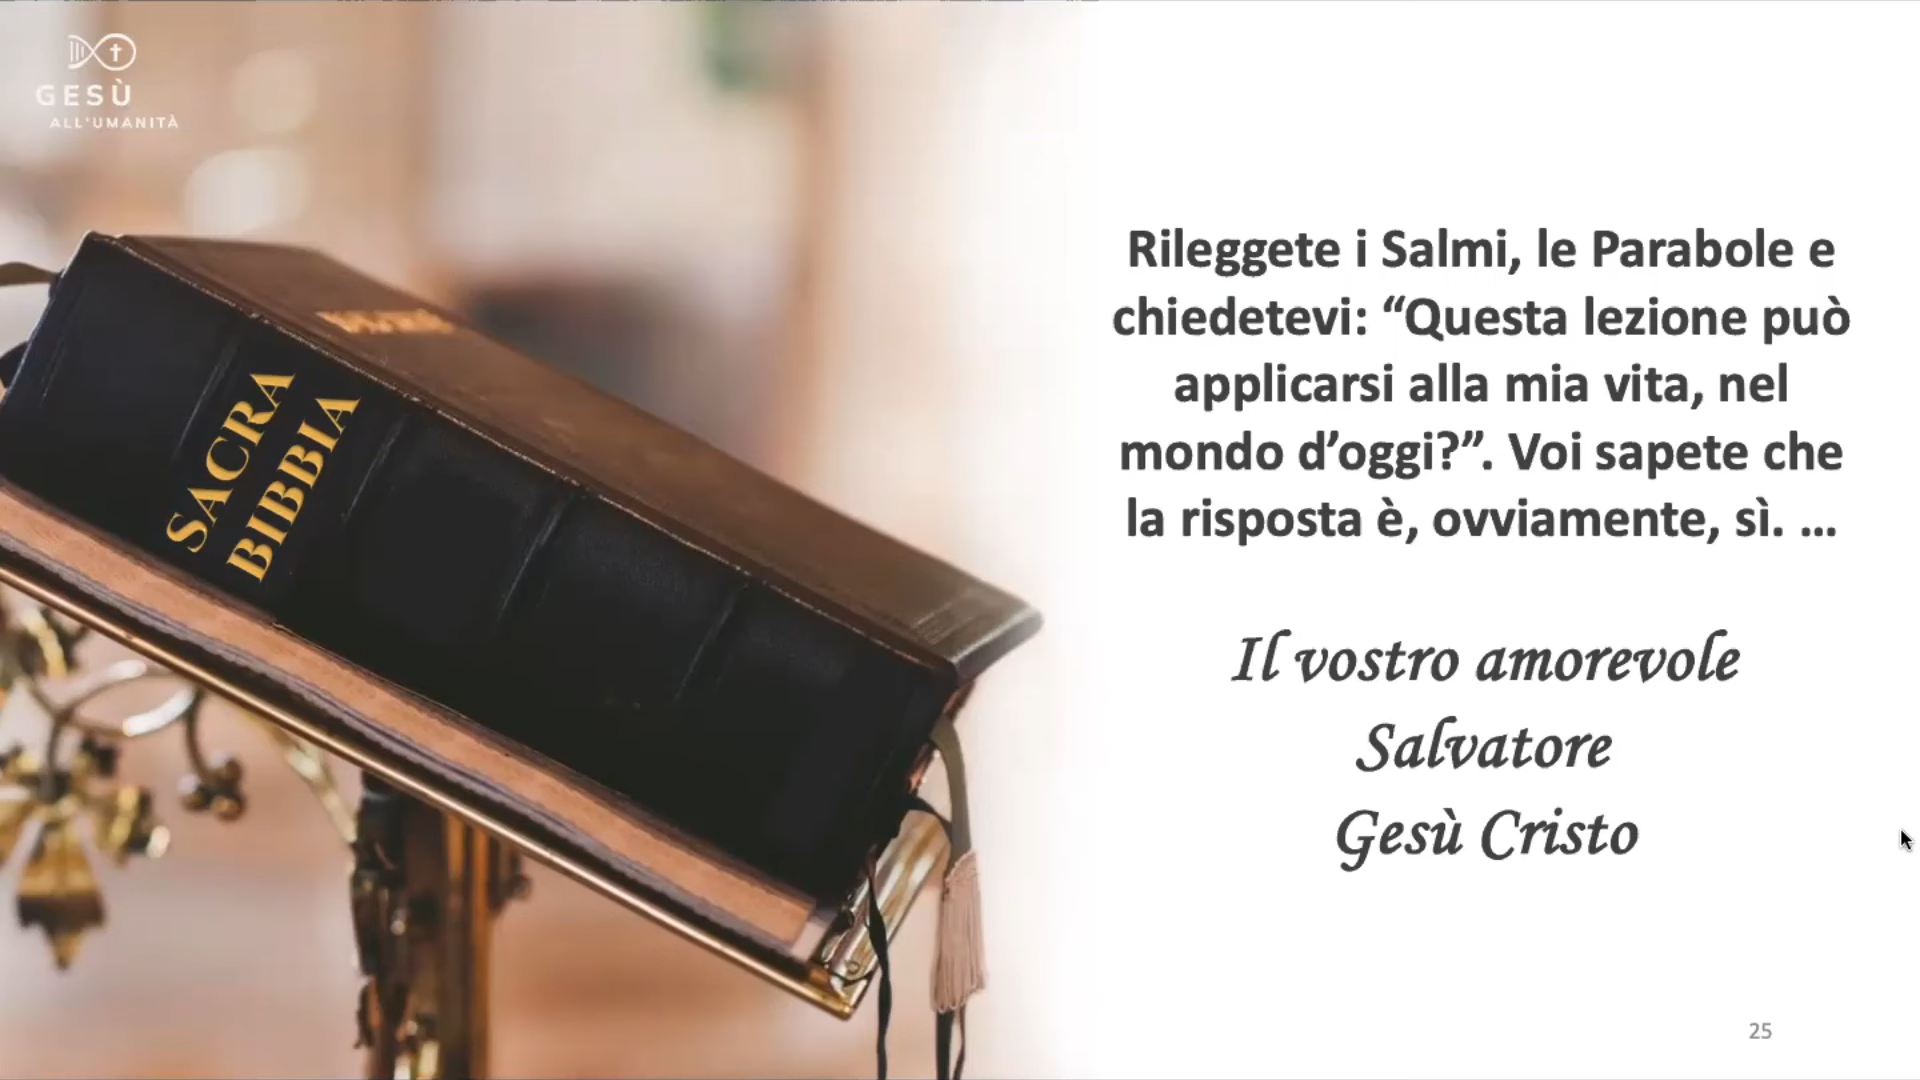 GESÙ
ALL'UMANITÀ
SACRA
BIBBIA
Rileggete i Salmi, le Parabole e
chiedetevi: “Questa lezione può
applicarsi alla mia vita, nel
mondo d’oggi?”. Voi sapete che
la risposta è, ovviamente, sì. ...
Il vostro amorevole
Salvatore
Gesù Cristo
25